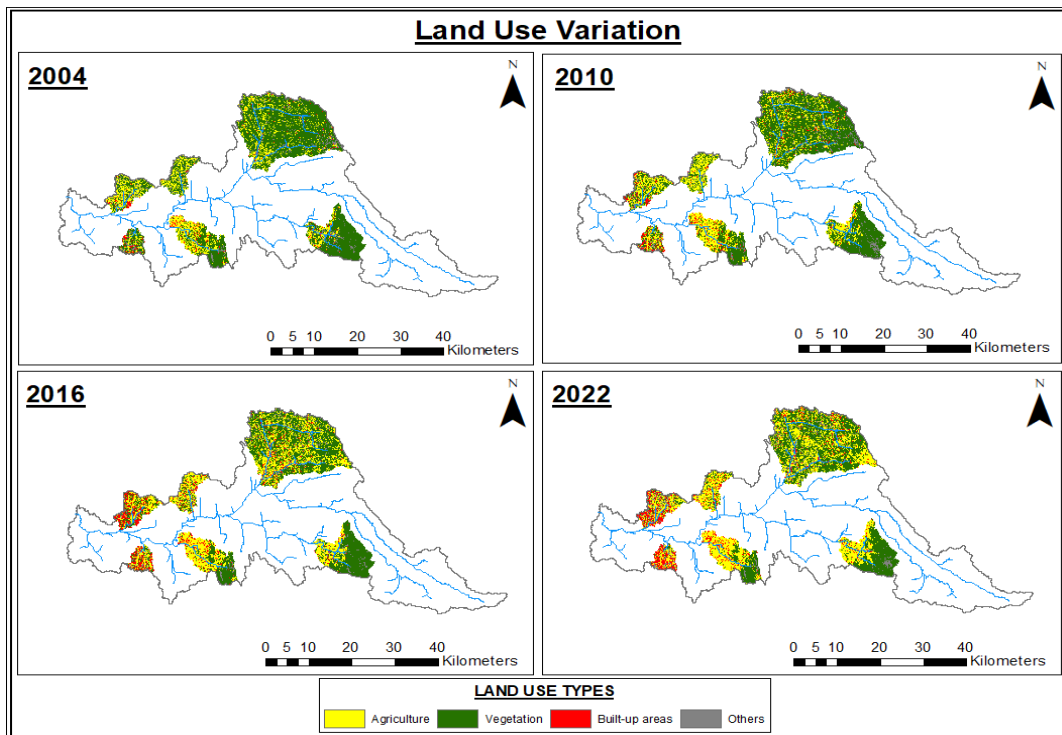 Land Use Variation
2004
N
0 5 10 20 30 40
Kilometers
2010
N
0 5 10 20 30 40
Kilometers
2016
N
0 5 10 20 30 40
Kilometers
2022
N
0 5 10 20 30 40
Kilometers
LAND USE TYPES
Agriculture Vegetation Built-up areas Others